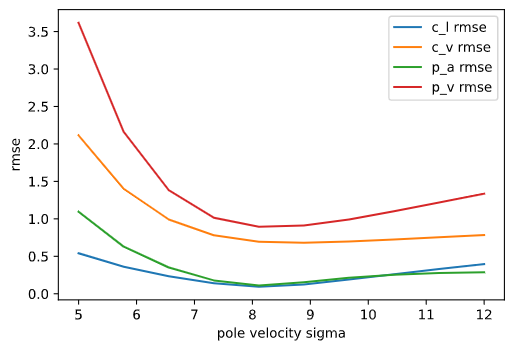 c_l rmse
c_v rmse
p_a rmse
p_v rmse
3.5
3.0
2.5
2.0
1.5
1.0
0.5
0.0
rmse
5 6 7 8 9 10 11 12
pole velocity sigma